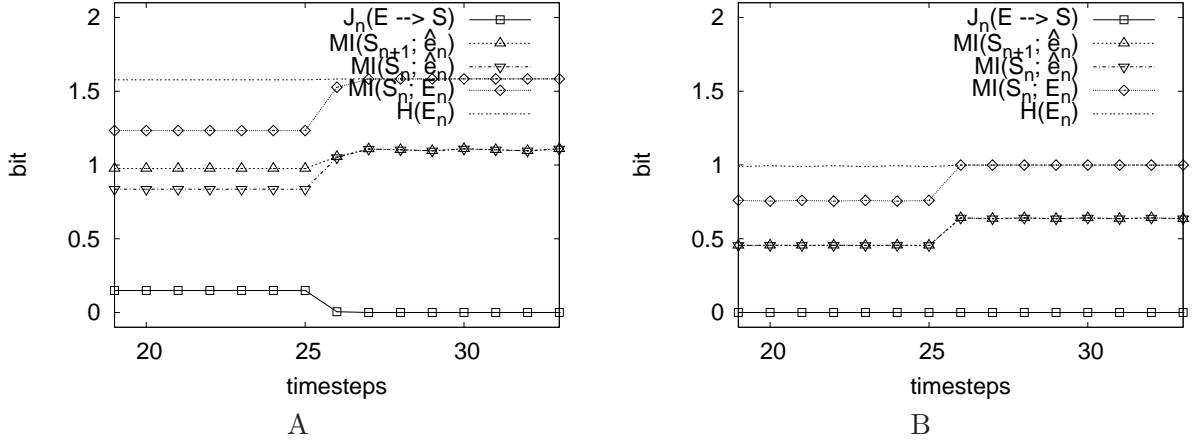 2
1.5
1
0.5
0
bit
20
25
30
timesteps
J_n(E --> S)
MI(S_{n+1}; ê_n)
MI(S_n; ê_n)
MI(S_n; E_n)
H(E_n)
A
2
1.5
1
0.5
0
bit
20
25
30
timesteps
J_n(E --> S)
MI(S_{n+1}; ê_n)
MI(S_n; ê_n)
MI(S_n; E_n)
H(E_n)
B